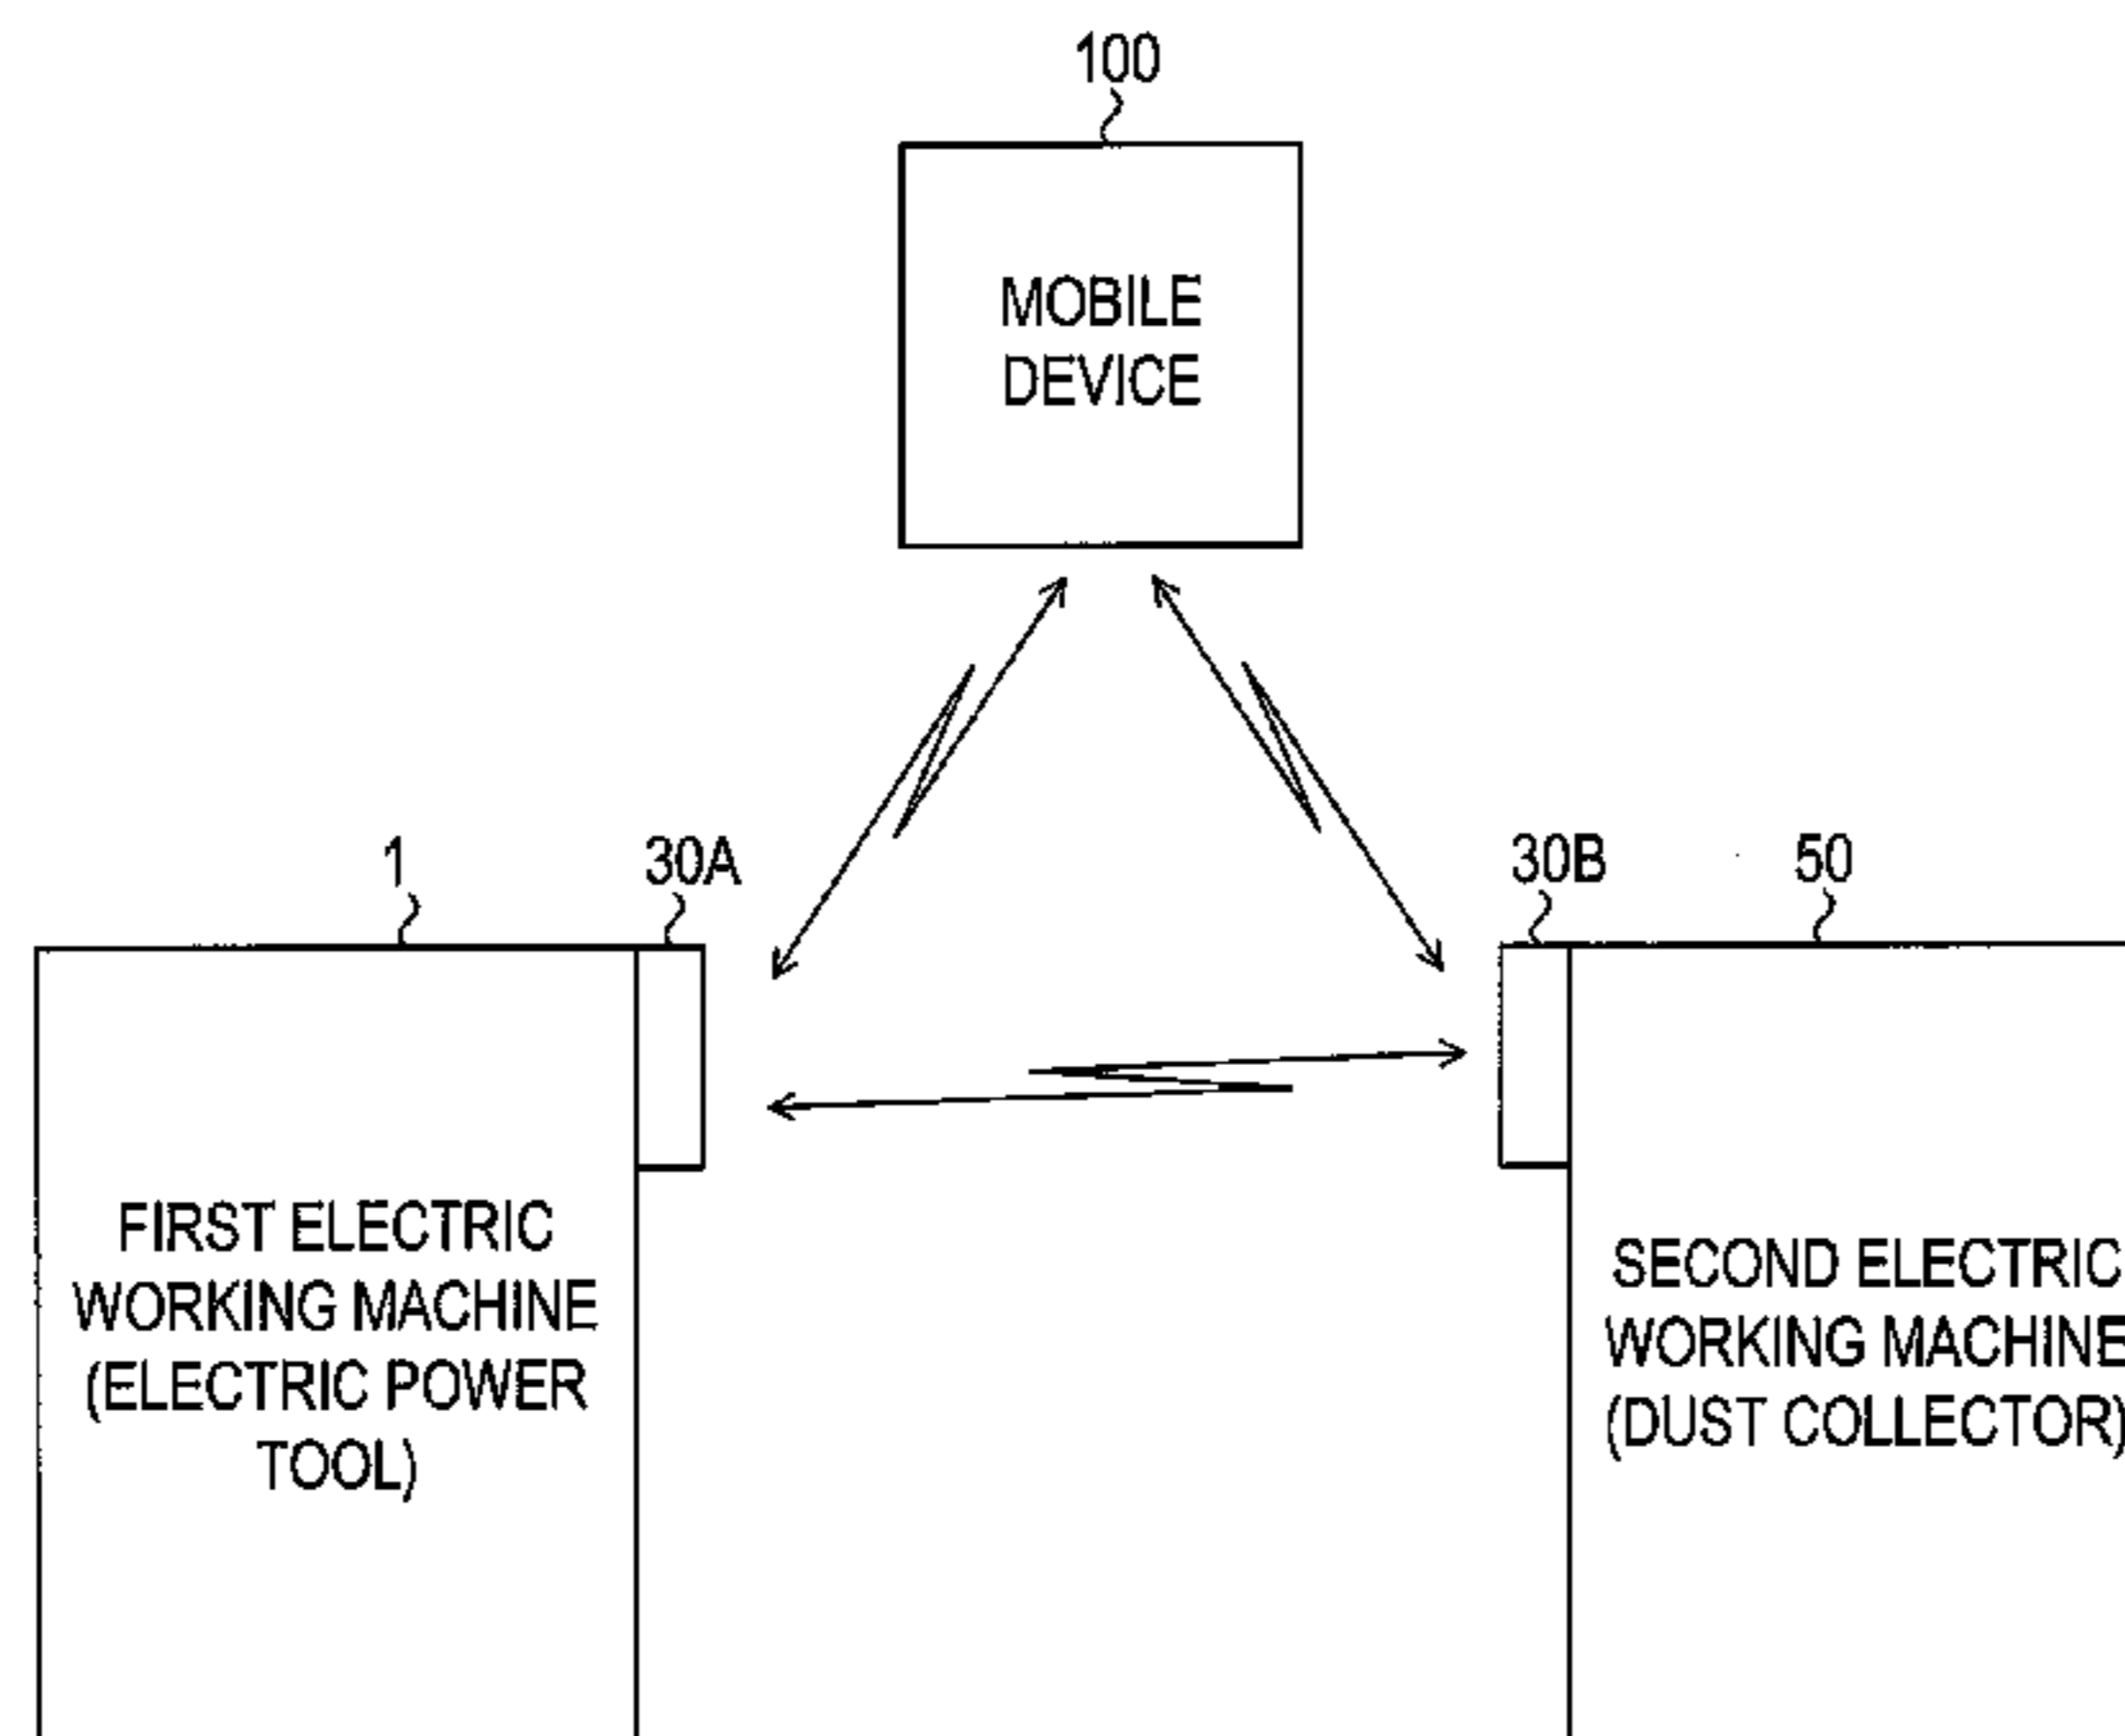 100
MOBILE
DEVICE
1
30A
30B
50
FIRST ELECTRIC
WORKING MACHINE
(ELECTRIC POWER
TOOL)
SECOND ELECTRIC
WORKING MACHINE
(DUST COLLECTOR)